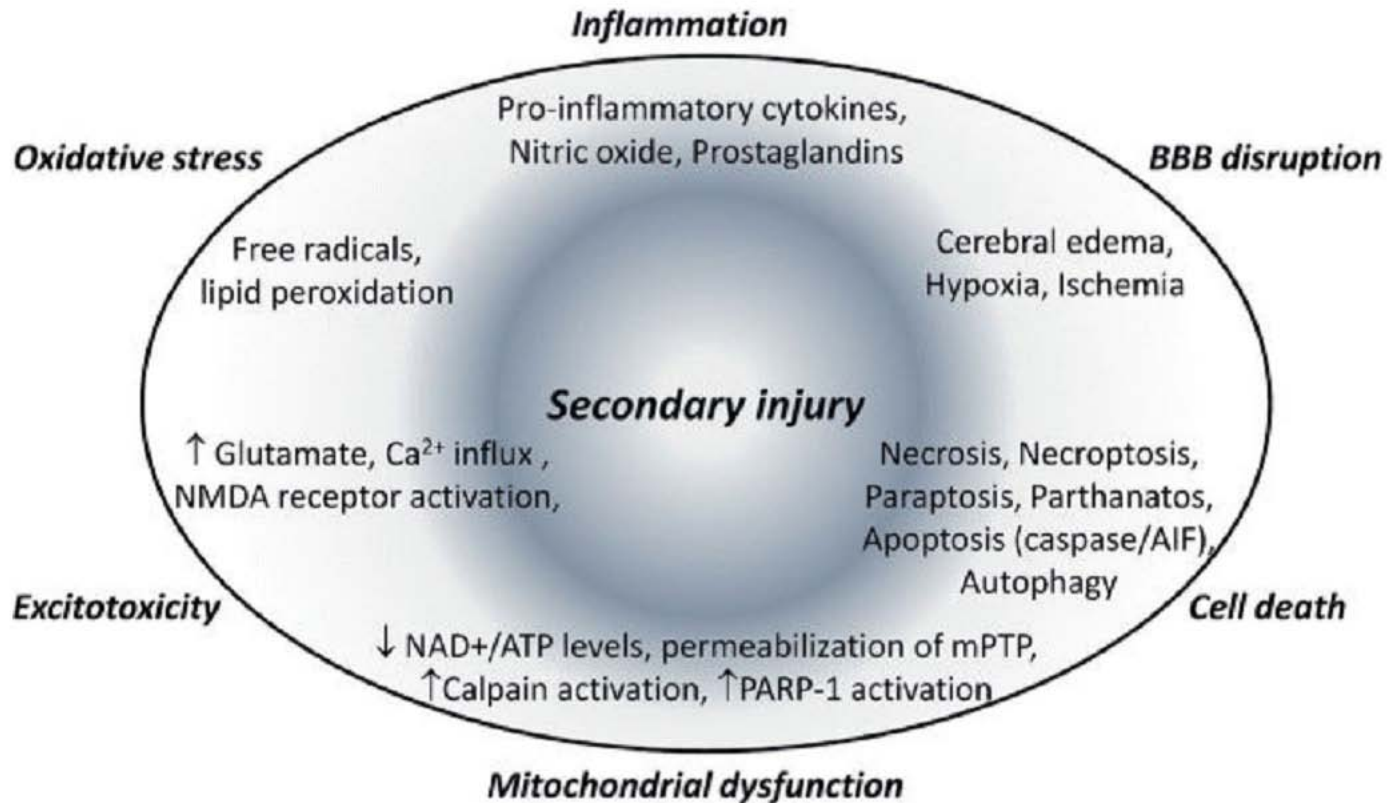 Inflammation
Pro-inflammatory cytokines,
Nitric oxide, Prostaglandins
Oxidative stress
BBB disruption
Free radicals,
lipid peroxidation
Cerebral edema,
Hypoxia, Ischemia
Secondary injury
↑ Glutamate, Ca²⁺ influx ,
NMDA receptor activation,
Necrosis, Necroptosis,
Paraptosis, Parthanatos,
Apoptosis (caspase/AIF),
Autophagy
Excitotoxicity
Cell death
↓ NAD+/ATP levels, permeabilization of mPTP,
↑Calpain activation, ↑PARP-1 activation
Mitochondrial dysfunction